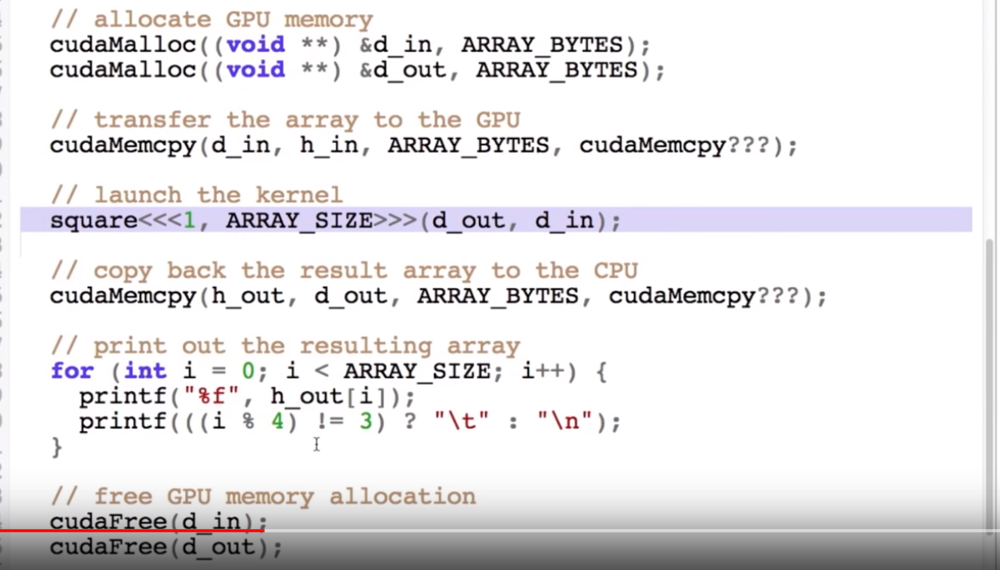 // allocate GPU memory
cudaMalloc((void **) &d_in, ARRAY_BYTES);
cudaMalloc((void **) &d_out, ARRAY_BYTES);
// transfer the array to the GPU
cudaMemcpy(d_in, h_in, ARRAY_BYTES, cudaMemcpy???);
// launch the kernel
square<<<1, ARRAY_SIZE>>>(d_out, d_in);
// copy back the result array to the CPU
cudaMemcpy(h_out, d_out, ARRAY_BYTES, cudaMemcpy???);
// print out the resulting array
for (int i = 0; i < ARRAY_SIZE; i++) {
printf("%f", h_out[i]);
printf(((i % 4) != 3) ? "\t" : "\n");
}
// free GPU memory allocation
cudaFree(d_in);
cudaFree(d_out);